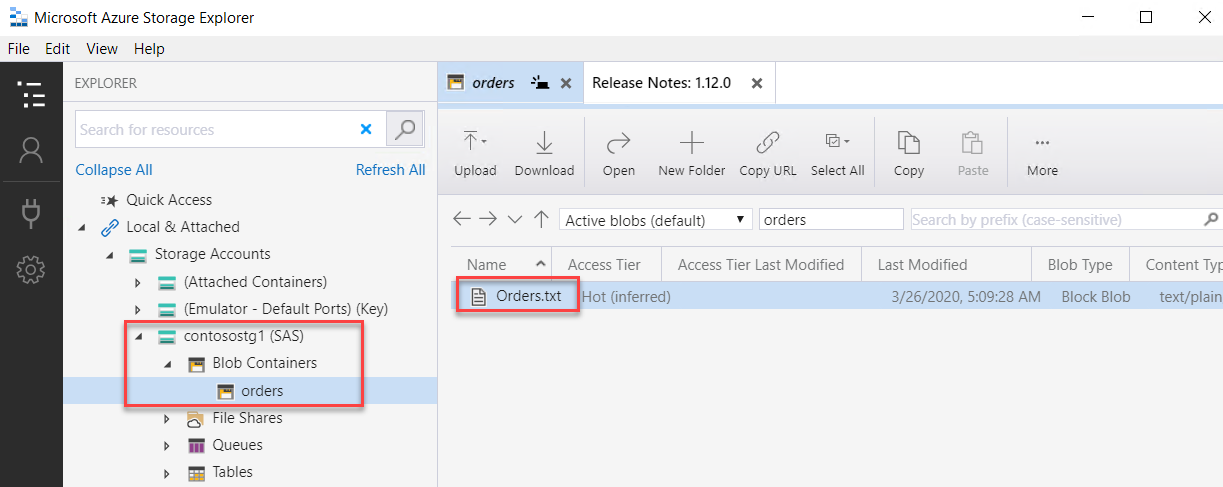 Microsoft Azure Storage Explorer
File Edit View Help
EXPLORER
Search for resources
Collapse All Refresh All
Quick Access
Local & Attached
Storage Accounts
(Attached Containers)
(Emulator - Default Ports) (Key)
contosostg1 (SAS)
Blob Containers
orders
File Shares
Queues
Tables
orders Release Notes: 1.12.0
Upload Download Open New Folder Copy URL Select All Copy Paste More
Active blobs (default) orders Search by prefix (case-sensitive)
Name Access Tier Access Tier Last Modified Last Modified Blob Type Content Typ
Orders.txt Hot (inferred) 3/26/2020, 5:09:28 AM Block Blob text/plain